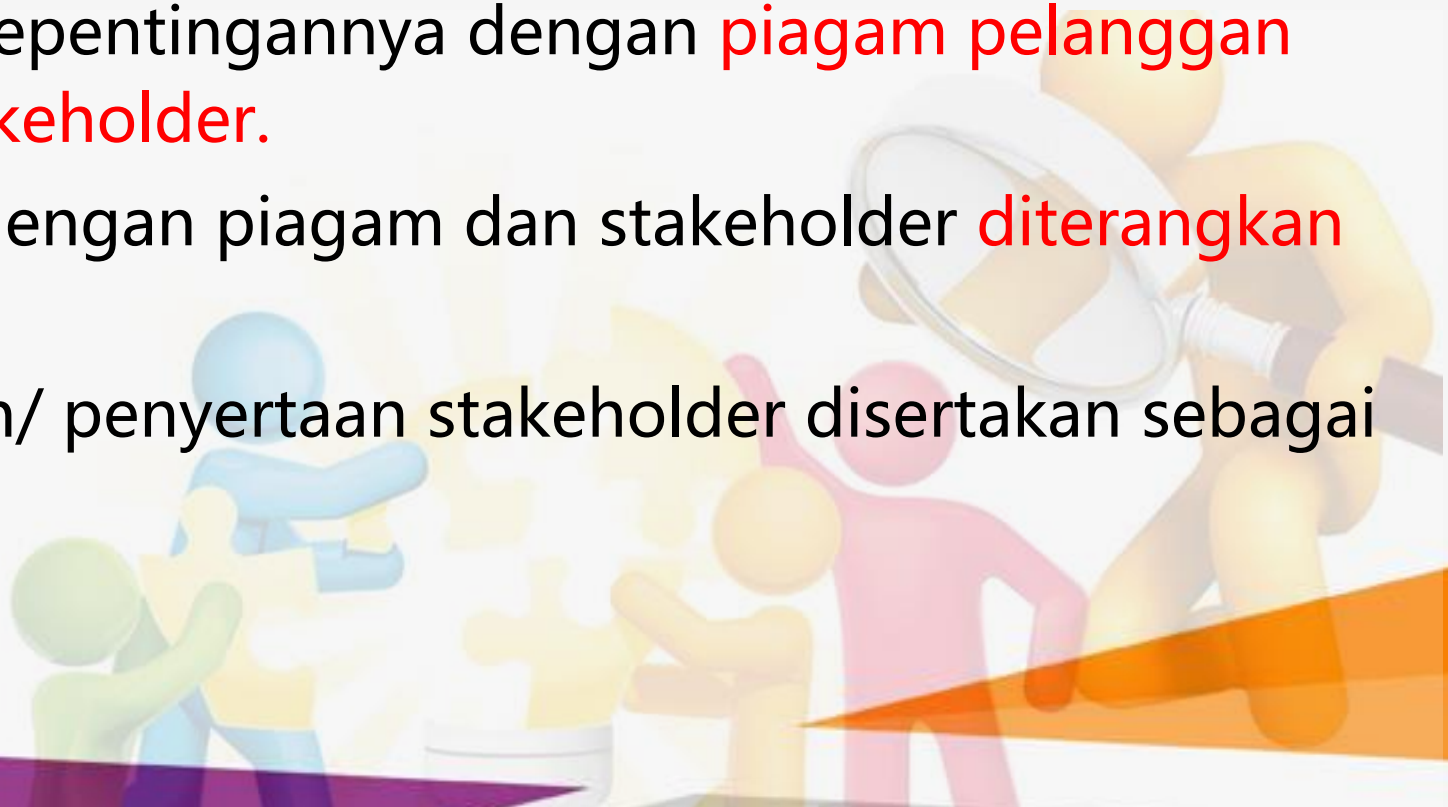 epentingannya dengan piagam pelanggan
keholder.
engan piagam dan stakeholder diterangkan
n/ penyertaan stakeholder disertakan sebagai